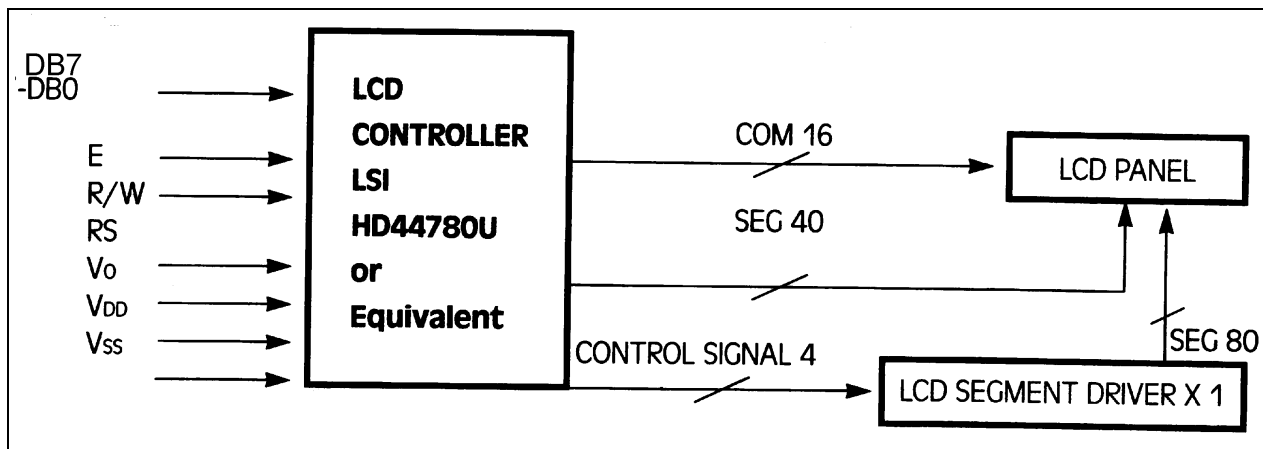 DB7
-DB0
E
R/W
RS
Vo
VDD
VSS
LCD
CONTROLLER
LSI
HD44780U
or
Equivalent
COM 16
SEG 40
CONTROL SIGNAL 4
LCD PANEL
SEG 80
LCD SEGMENT DRIVER X 1